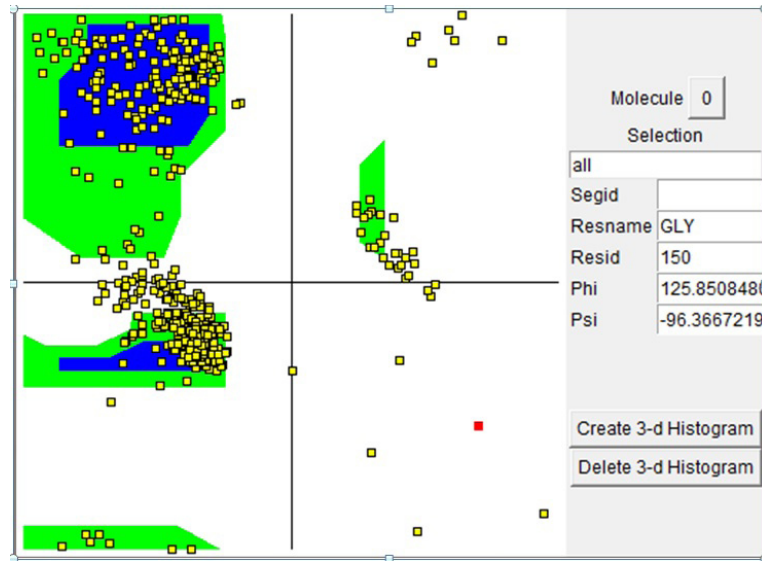 Molecule 0
Selection
all
Segid
Resname GLY
Resid 150
Phi 125.8508480
Psi -96.3667219
Create 3-d Histogram
Delete 3-d Histogram